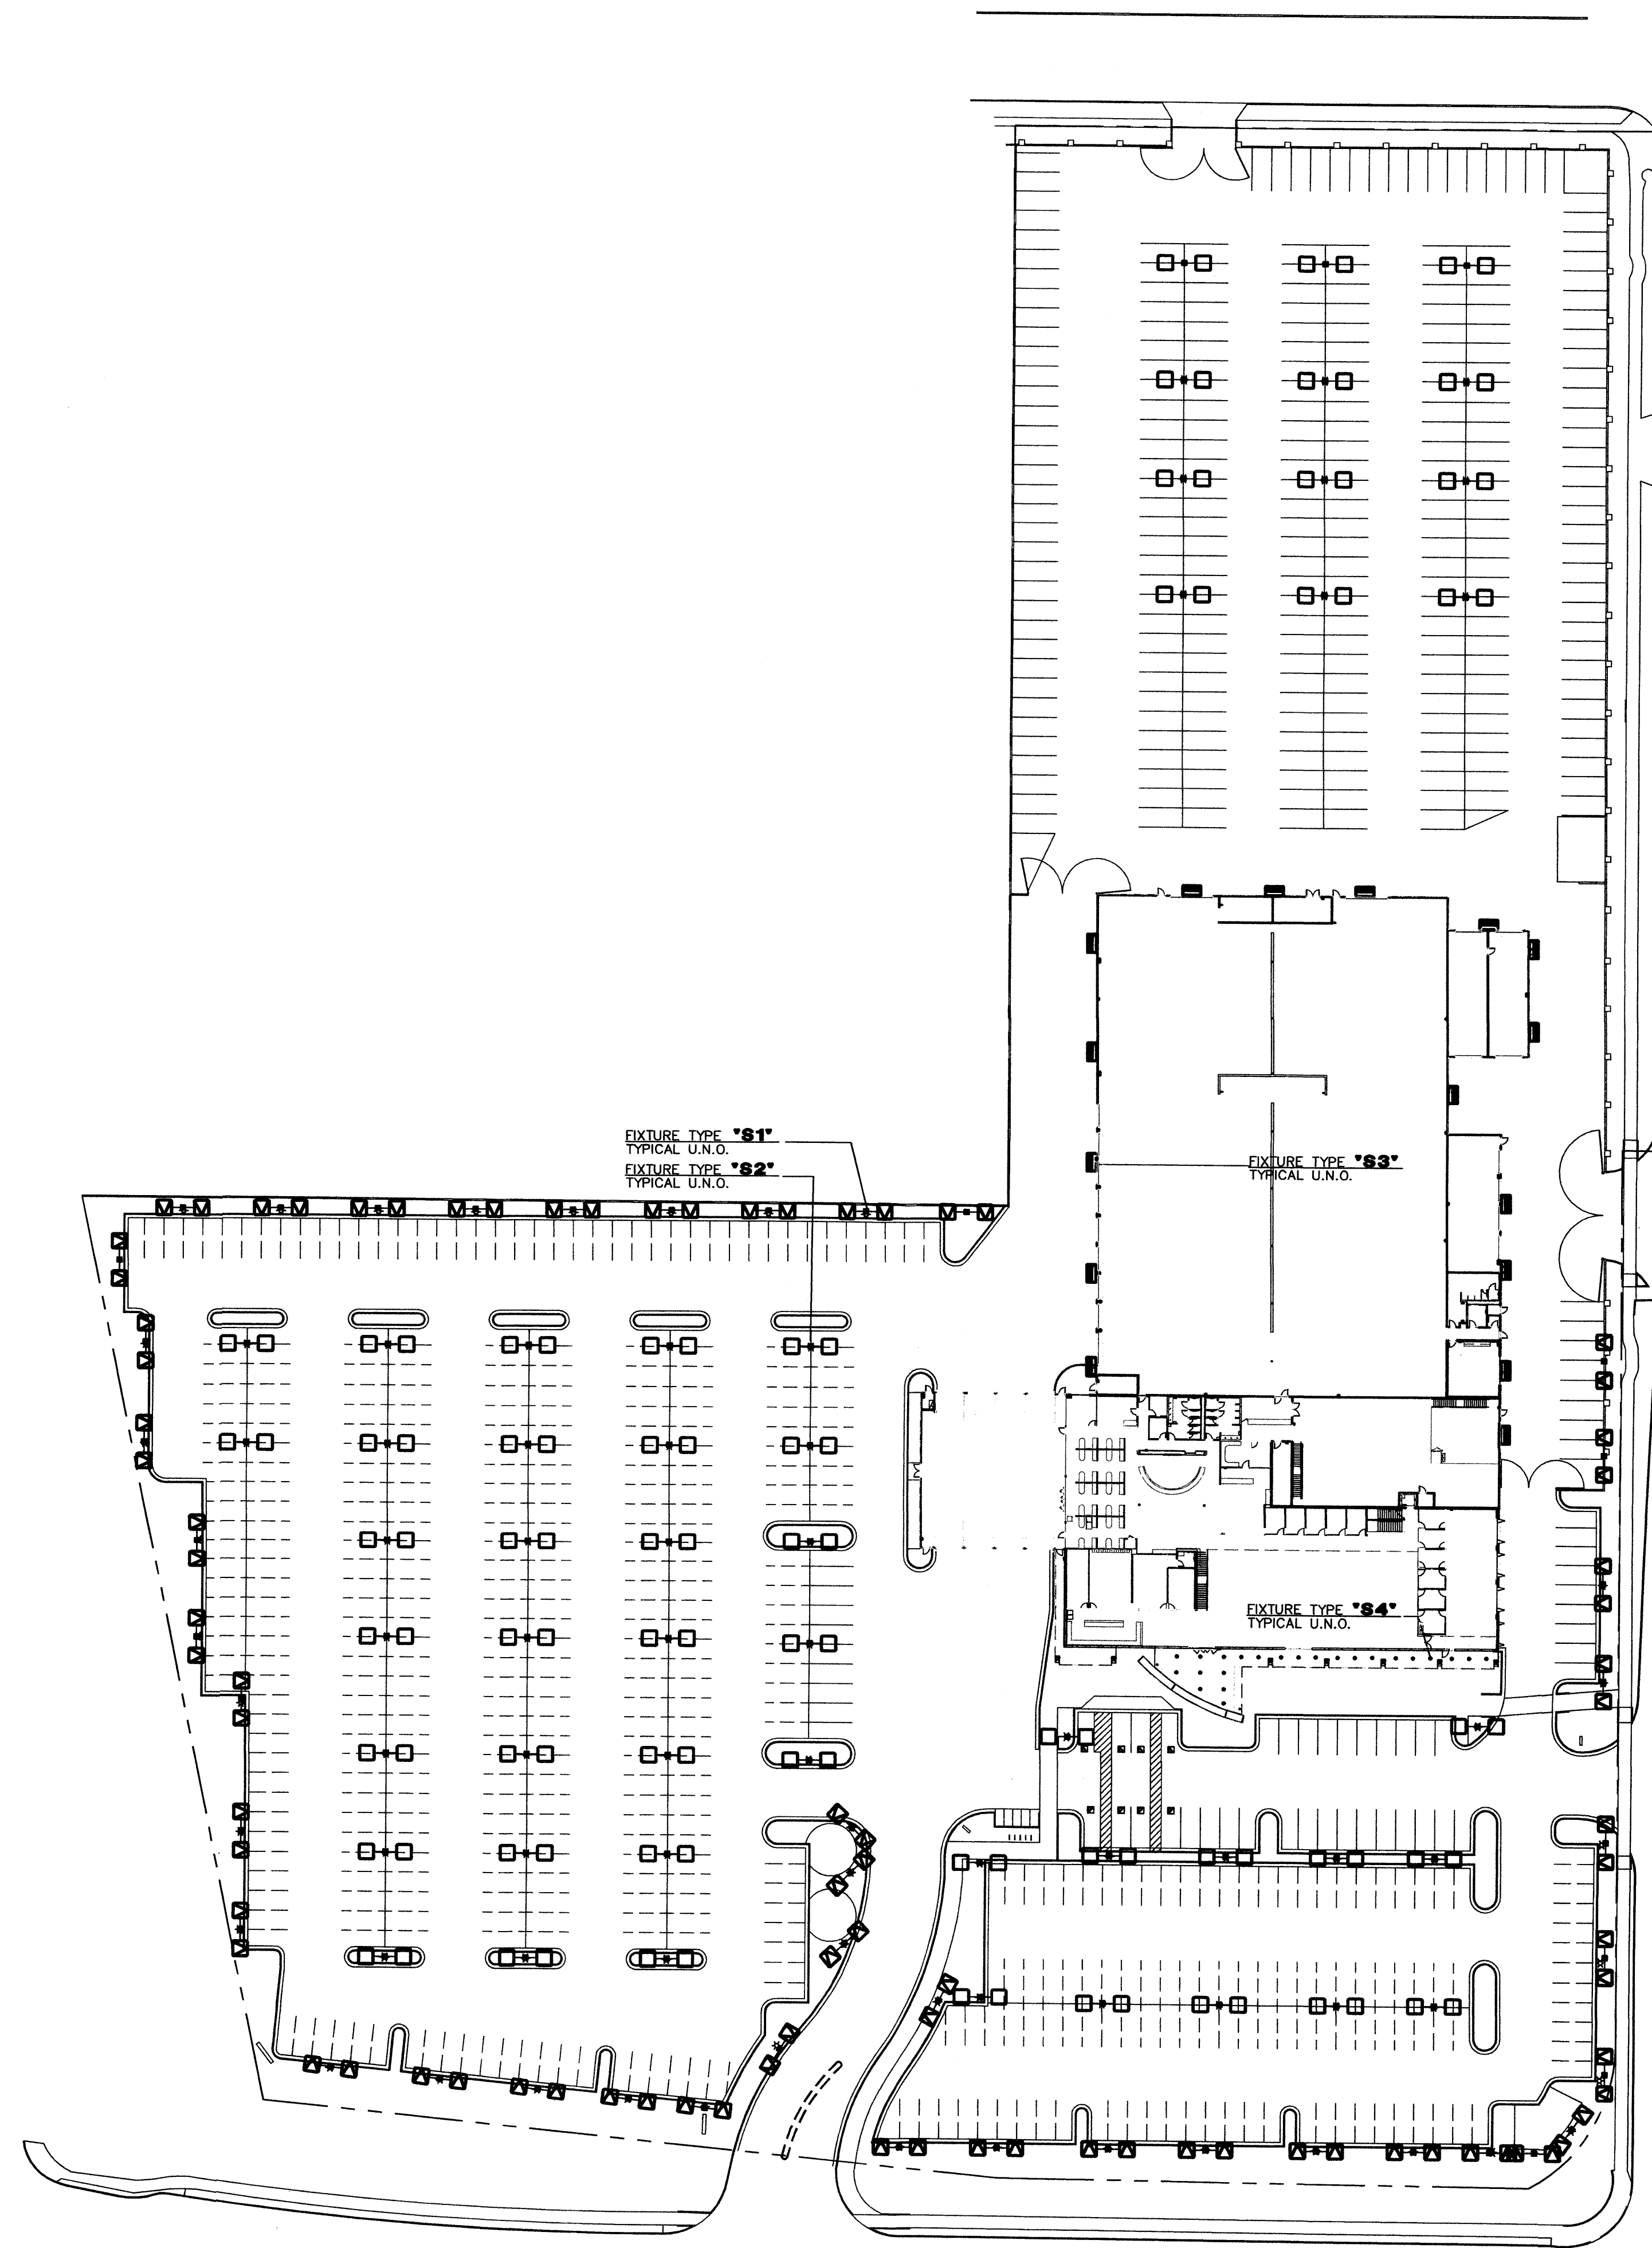 FIXTURE TYPE "S1"
TYPICAL U.N.O.
FIXTURE TYPE "S2"
TYPICAL U.N.O.
FIXTURE TYPE "S3"
TYPICAL U.N.O.
FIXTURE TYPE "S4"
TYPICAL U.N.O.